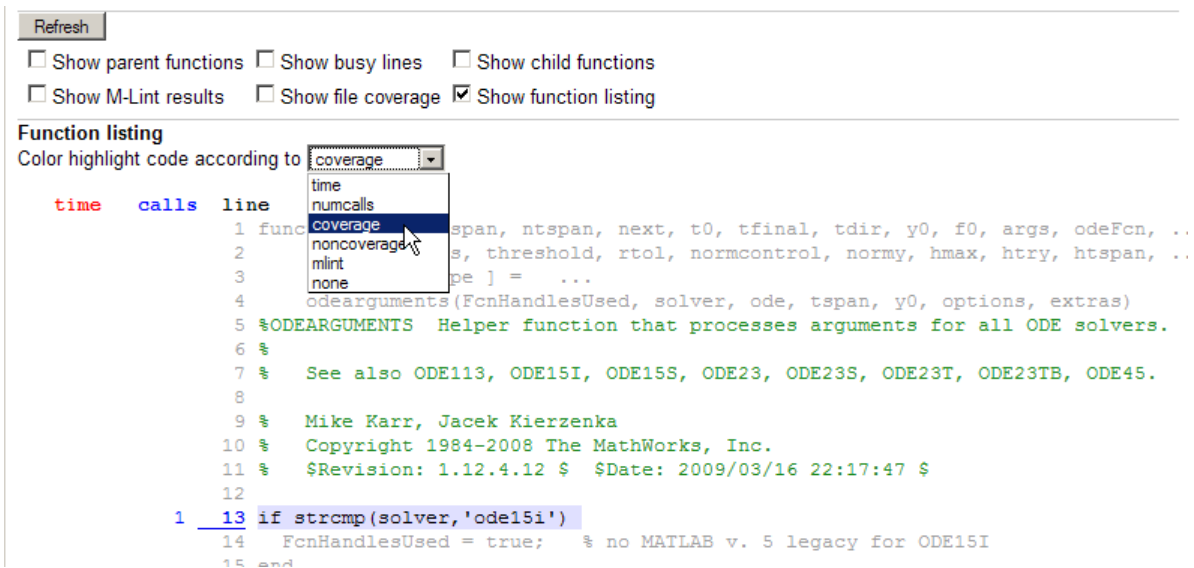 Refresh
Show parent functions Show busy lines Show child functions
Show M-Lint results Show file coverage Show function listing
Function listing
Color highlight code according to coverage
time
numcalls
coverage
noncoverage
mlint
none
time calls line
1 func span, ntspan, next, t0, tfinal, tdir, y0, f0, args, odeFcn, ..
2 s, threshold, rtol, normcontrol, normy, hmax, htry, htspan, ..
3 pe ] = ...
4 odearguments(FcnHandlesUsed, solver, ode, tspan, y0, options, extras)
5 %ODEARGUMENTS Helper function that processes arguments for all ODE solvers.
6 %
7 % See also ODE113, ODE15I, ODE15S, ODE23, ODE23S, ODE23T, ODE23TB, ODE45.
8
9 % Mike Karr, Jacek Kierzenka
10 % Copyright 1984-2008 The MathWorks, Inc.
11 % $Revision: 1.12.4.12 $ $Date: 2009/03/16 22:17:47 $
12
1 13 if strcmp(solver,'ode15i')
14 FcnHandlesUsed = true; % no MATLAB v. 5 legacy for ODE15I
15 end